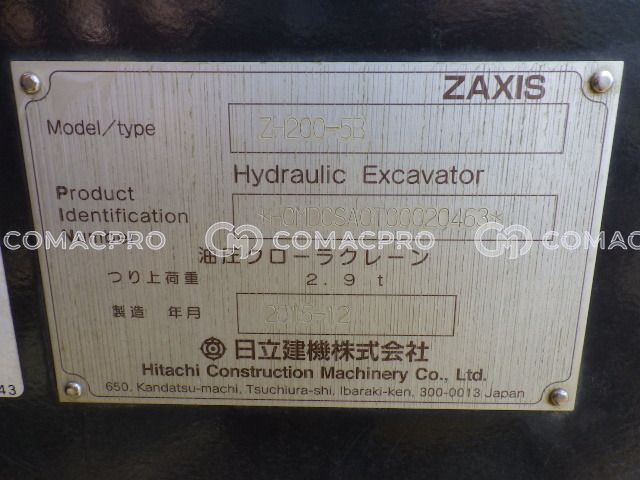 ZAXIS
Model/type ZH200-5B
Hydraulic Excavator
Product
Identification *HCMDCSA0T00020463*
Number
COMACPRO COMACPRO COMACPRO
油圧クローラクレーン
つり上荷重 2.9 t
製造 年月 2015-12
日立建機株式会社
Hitachi Construction Machinery Co., Ltd.
650, Kandatsu-machi, Tsuchiura-shi, Ibaraki-ken, 300-0013 Japan
43